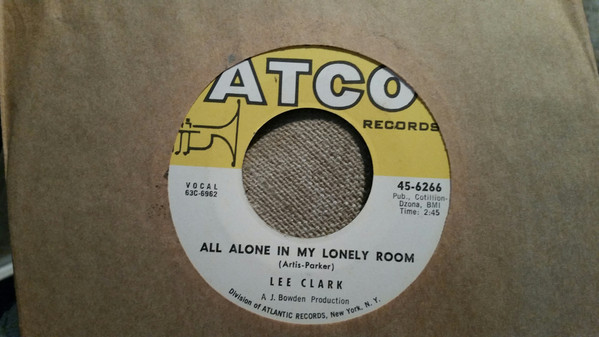 ATCO
RECORDS
VOCAL
63C-6962
45-6266
Pub., Cotillion-
Dzona, BMI
Time: 2:45
ALL ALONE IN MY LONELY ROOM
(Artis-Parker)
LEE CLARK
A J. Bowden Production
Division of ATLANTIC RECORDS, New York, N. Y.